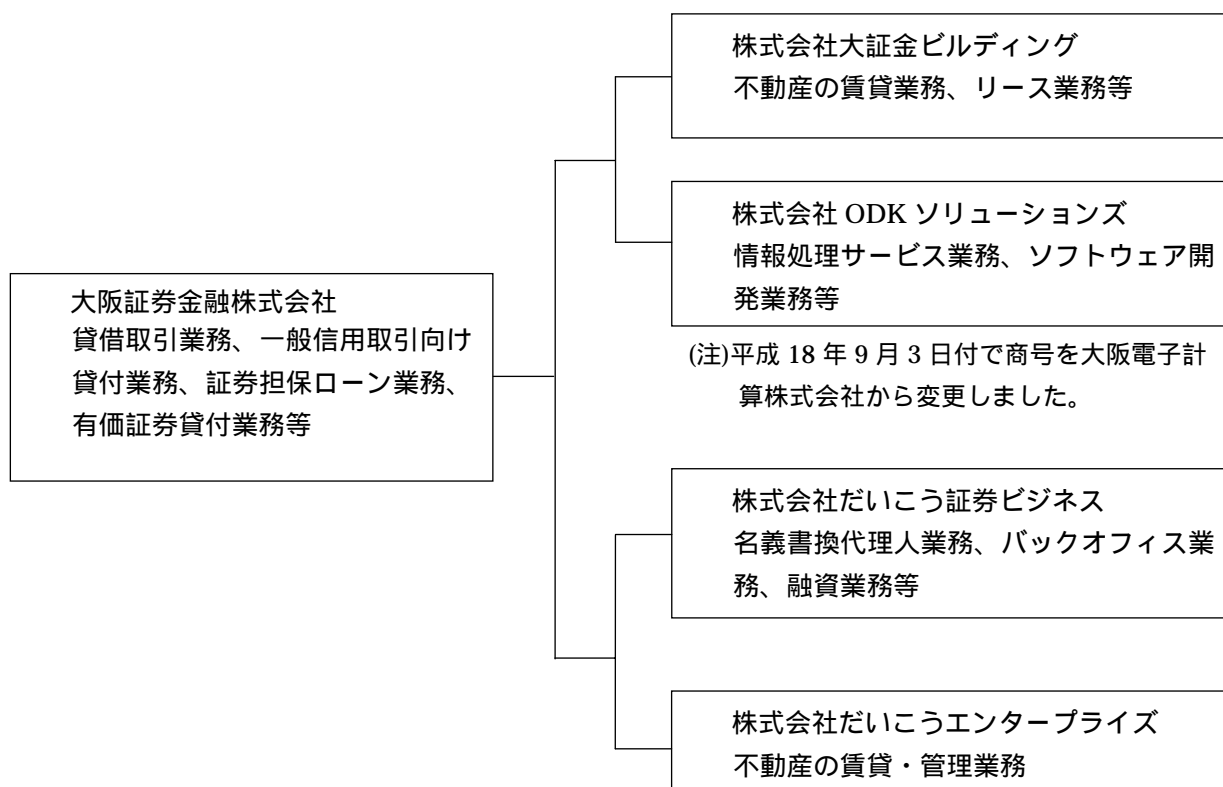 株式会社大証金ビルディング
不動産の賃貸業務、リース業務等
株式会社 ODK ソリューションズ
情報処理サービス業務、ソフトウェア開
発業務等
(注)平成 18 年 9 月 3 日付で商号を大阪電子計
算株式会社から変更しました。
大阪証券金融株式会社
貸借取引業務、一般信用取引向け
貸付業務、証券担保ローン業務、
有価証券貸付業務等
株式会社だいこう証券ビジネス
名義書換代理人業務、バックオフィス業
務、融資業務等
株式会社だいこうエンタープライズ
不動産の賃貸・管理業務